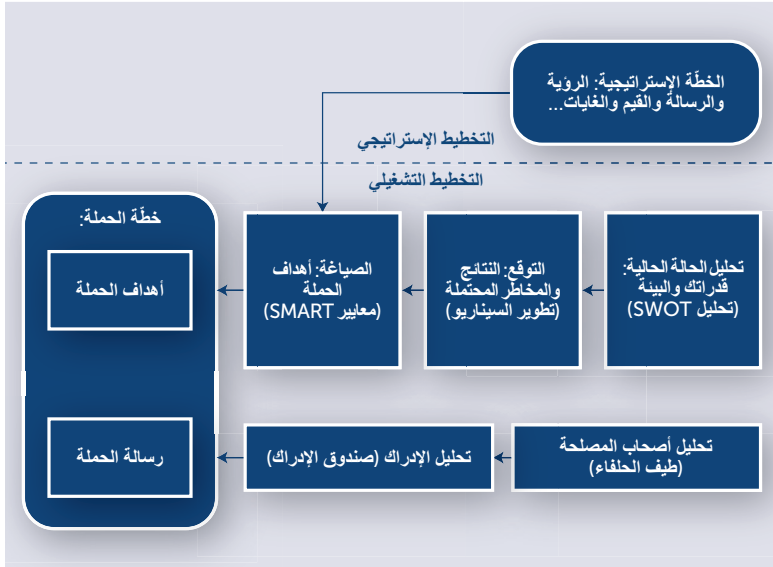 الخطّة الإستراتيجية: الرؤية
والرسالة والقيم والغايات...
التخطيط الإستراتيجي
التخطيط التشغيلي
تحليل الحالة الحالية:
قدراتك والبيئة
(تحليل SWOT)
التوقع: النتائج
والمخاطر المحتملة
(تطوير السيناريو)
الصياغة: أهداف
الحملة
(معايير SMART)
خطّة الحملة:
أهداف الحملة
تحليل أصحاب المصلحة
(طيف الحلفاء)
تحليل الإدراك (صندوق الإدراك)
رسالة الحملة